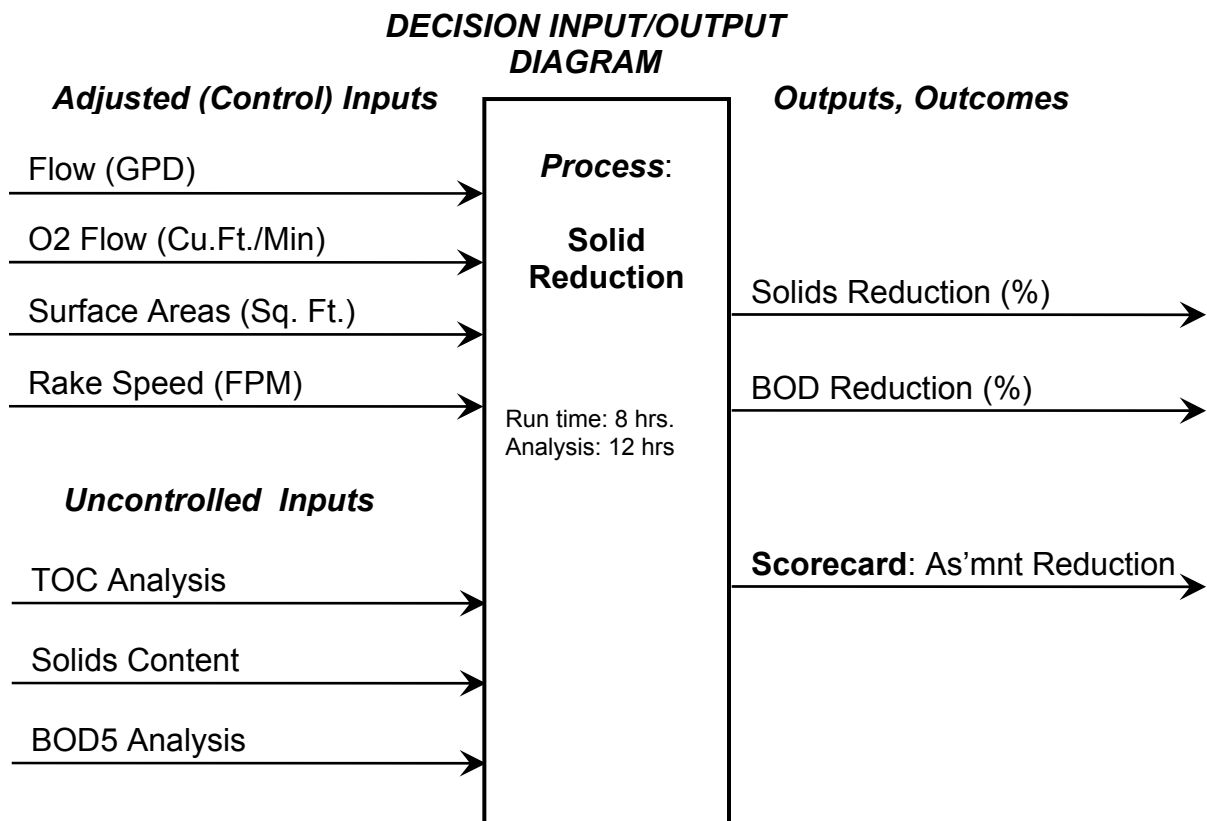 DECISION INPUT/OUTPUT
DIAGRAM
Adjusted (Control) Inputs
Flow (GPD)
O2 Flow (Cu.Ft./Min)
Surface Areas (Sq. Ft.)
Rake Speed (FPM)
Uncontrolled Inputs
TOC Analysis
Solids Content
BOD5 Analysis
Process:
Solid
Reduction
Run time: 8 hrs.
Analysis: 12 hrs
Outputs, Outcomes
Solids Reduction (%)
BOD Reduction (%)
Scorecard: As’mnt Reduction